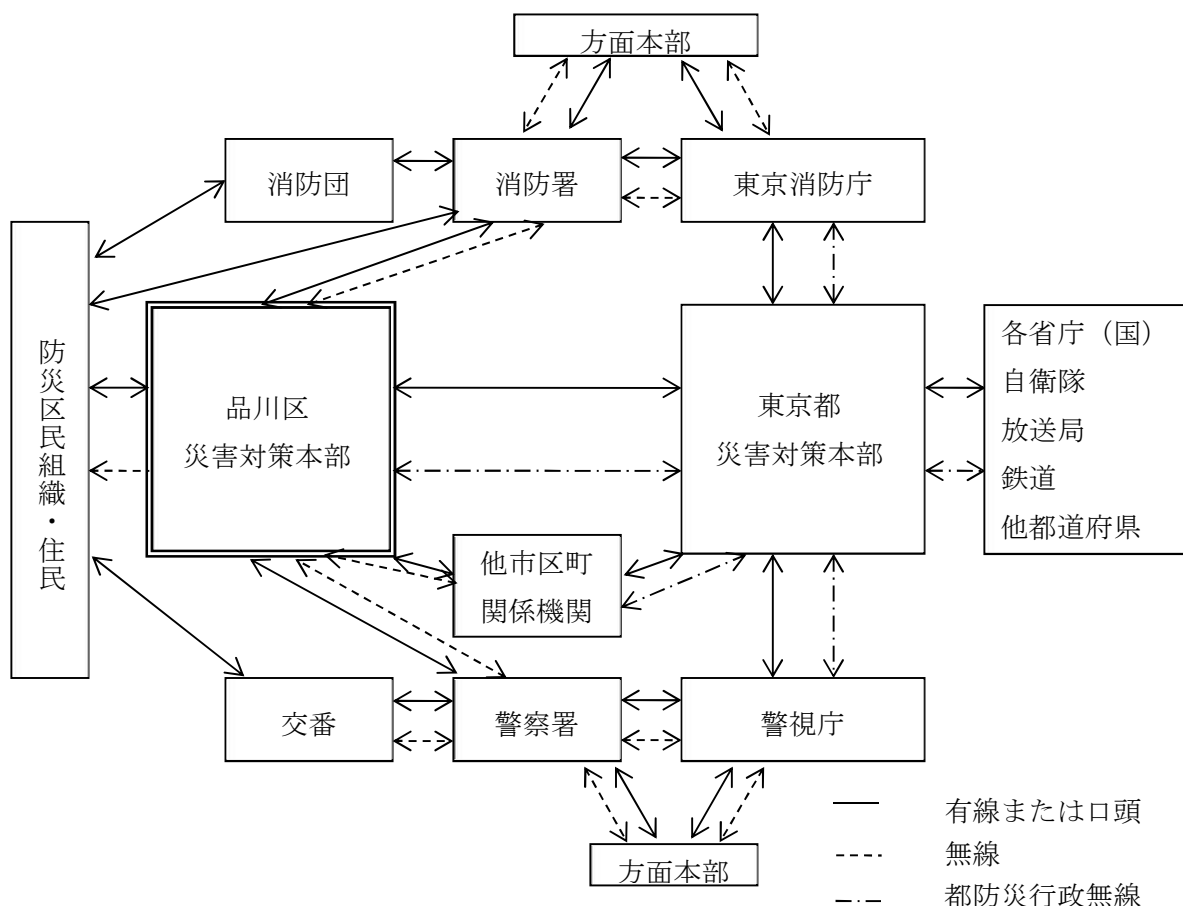 方面本部
消防団
消防署
東京消防庁
防災区民組織・住民
品川区
災害対策本部
東京都
災害対策本部
各省庁（国）
自衛隊
放送局
鉄道
他都道府県
他市区町
関係機関
交番
警察署
警視庁
方面本部
有線または口頭
無線
都防災行政無線